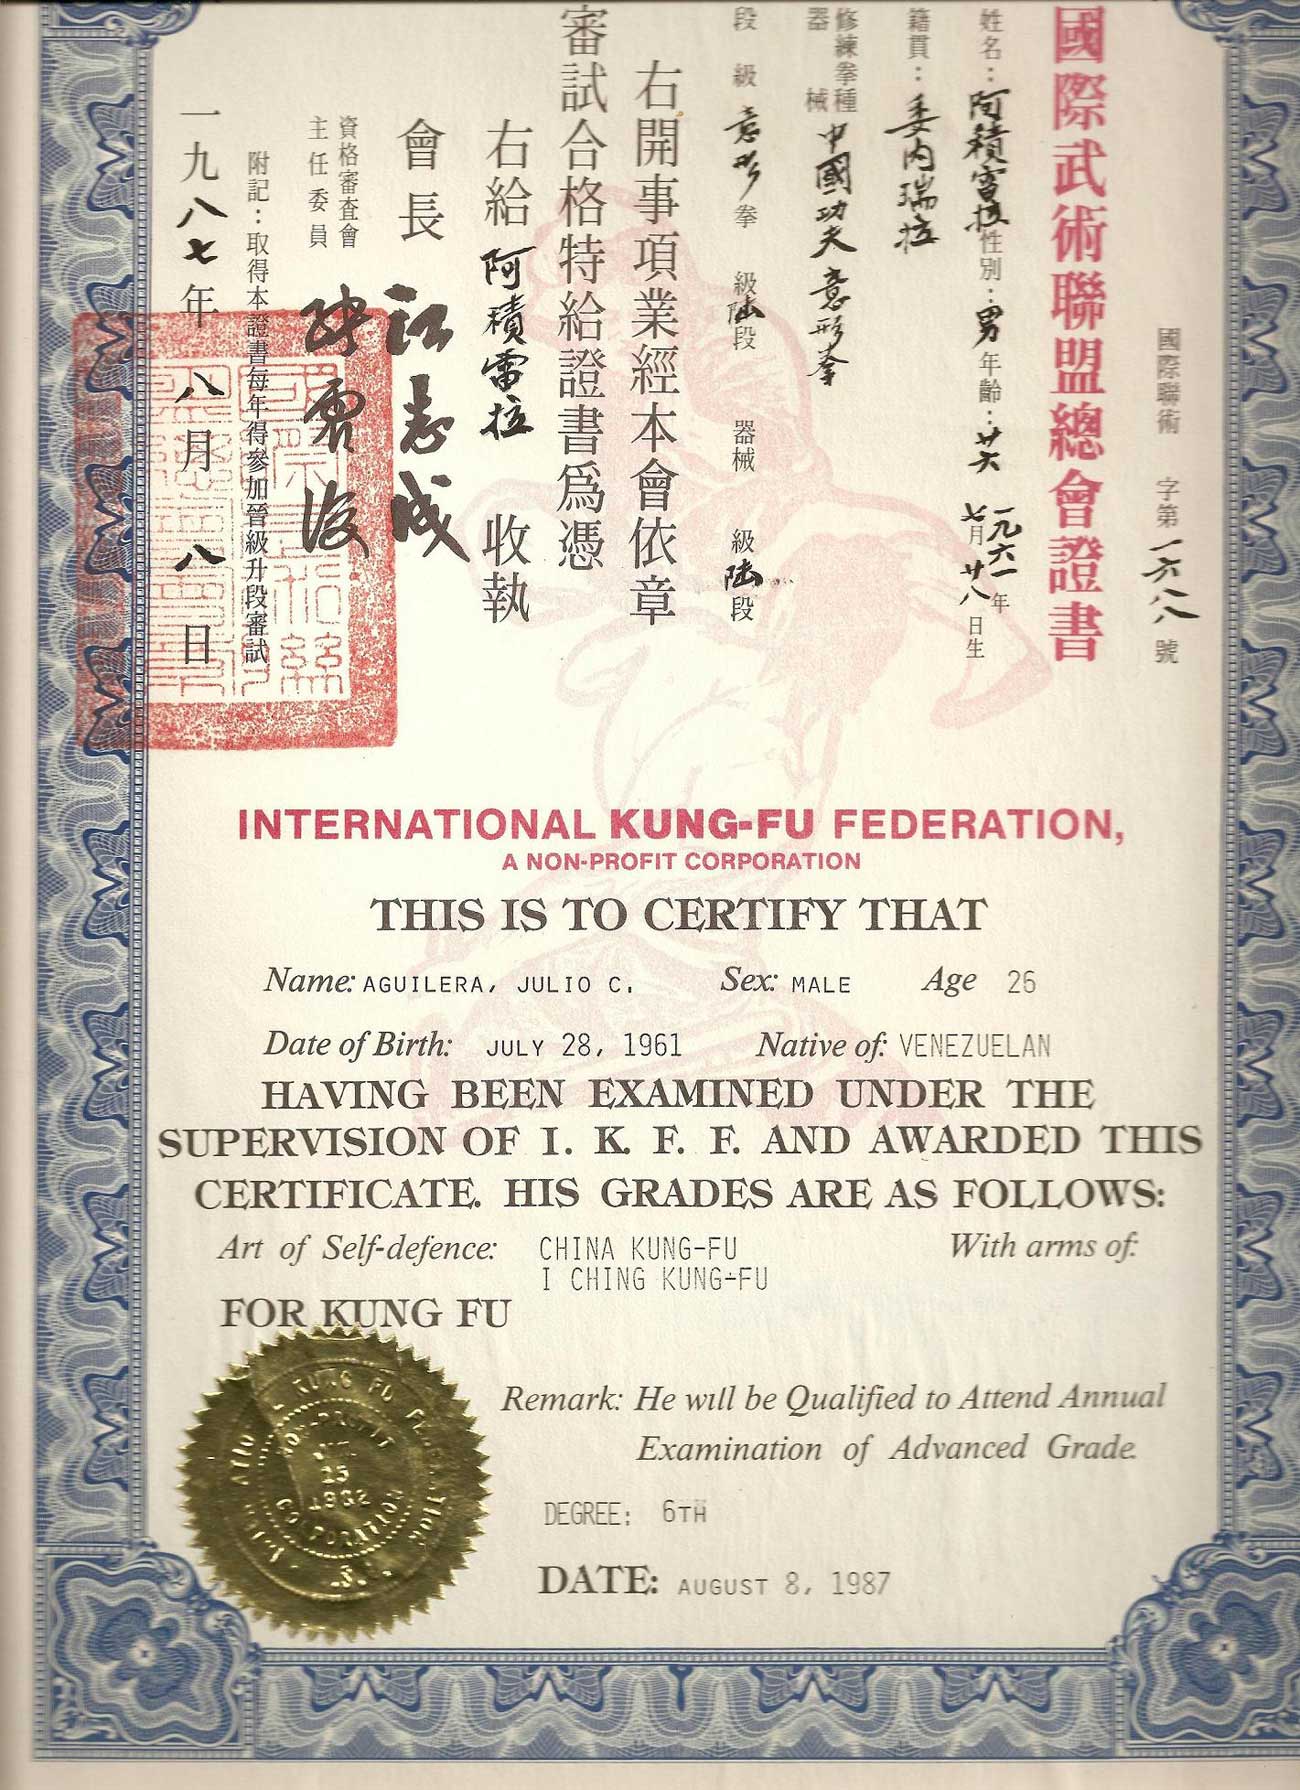 國際聯術 字第一六八八號
國際武術聯盟總會證書
姓名：阿積雷拉 性別：男 年齡：廿六 一九六一年七月廿八日生
籍貫：委內瑞拉
修練拳種器械 中國功夫 意形拳
段級 意形拳 級陸段 器械 級陸段
右開事項業經本會依章
審試合格特給證書爲憑
右給 阿積雷拉 收執
會長 江志成
資格審查會
主任委員
附記：取得本證書每年得參加晉級升段審試
一九八七年八月八日
INTERNATIONAL KUNG-FU FEDERATION,
A NON-PROFIT CORPORATION
THIS IS TO CERTIFY THAT
Name: AGUILERA, JULIO C. Sex: MALE Age 26
Date of Birth: JULY 28, 1961 Native of: VENEZUELAN
HAVING BEEN EXAMINED UNDER THE
SUPERVISION OF I. K. F. F. AND AWARDED THIS
CERTIFICATE. HIS GRADES ARE AS FOLLOWS:
Art of Self-defence: CHINA KUNG-FU With arms of:
I CHING KUNG-FU
FOR KUNG FU
Remark: He will be Qualified to Attend Annual
Examination of Advanced Grade.
DEGREE: 6TH
DATE: AUGUST 8, 1987
KUNG FU FEDERATION
NONPROFIT
15
1982
CORPORATION